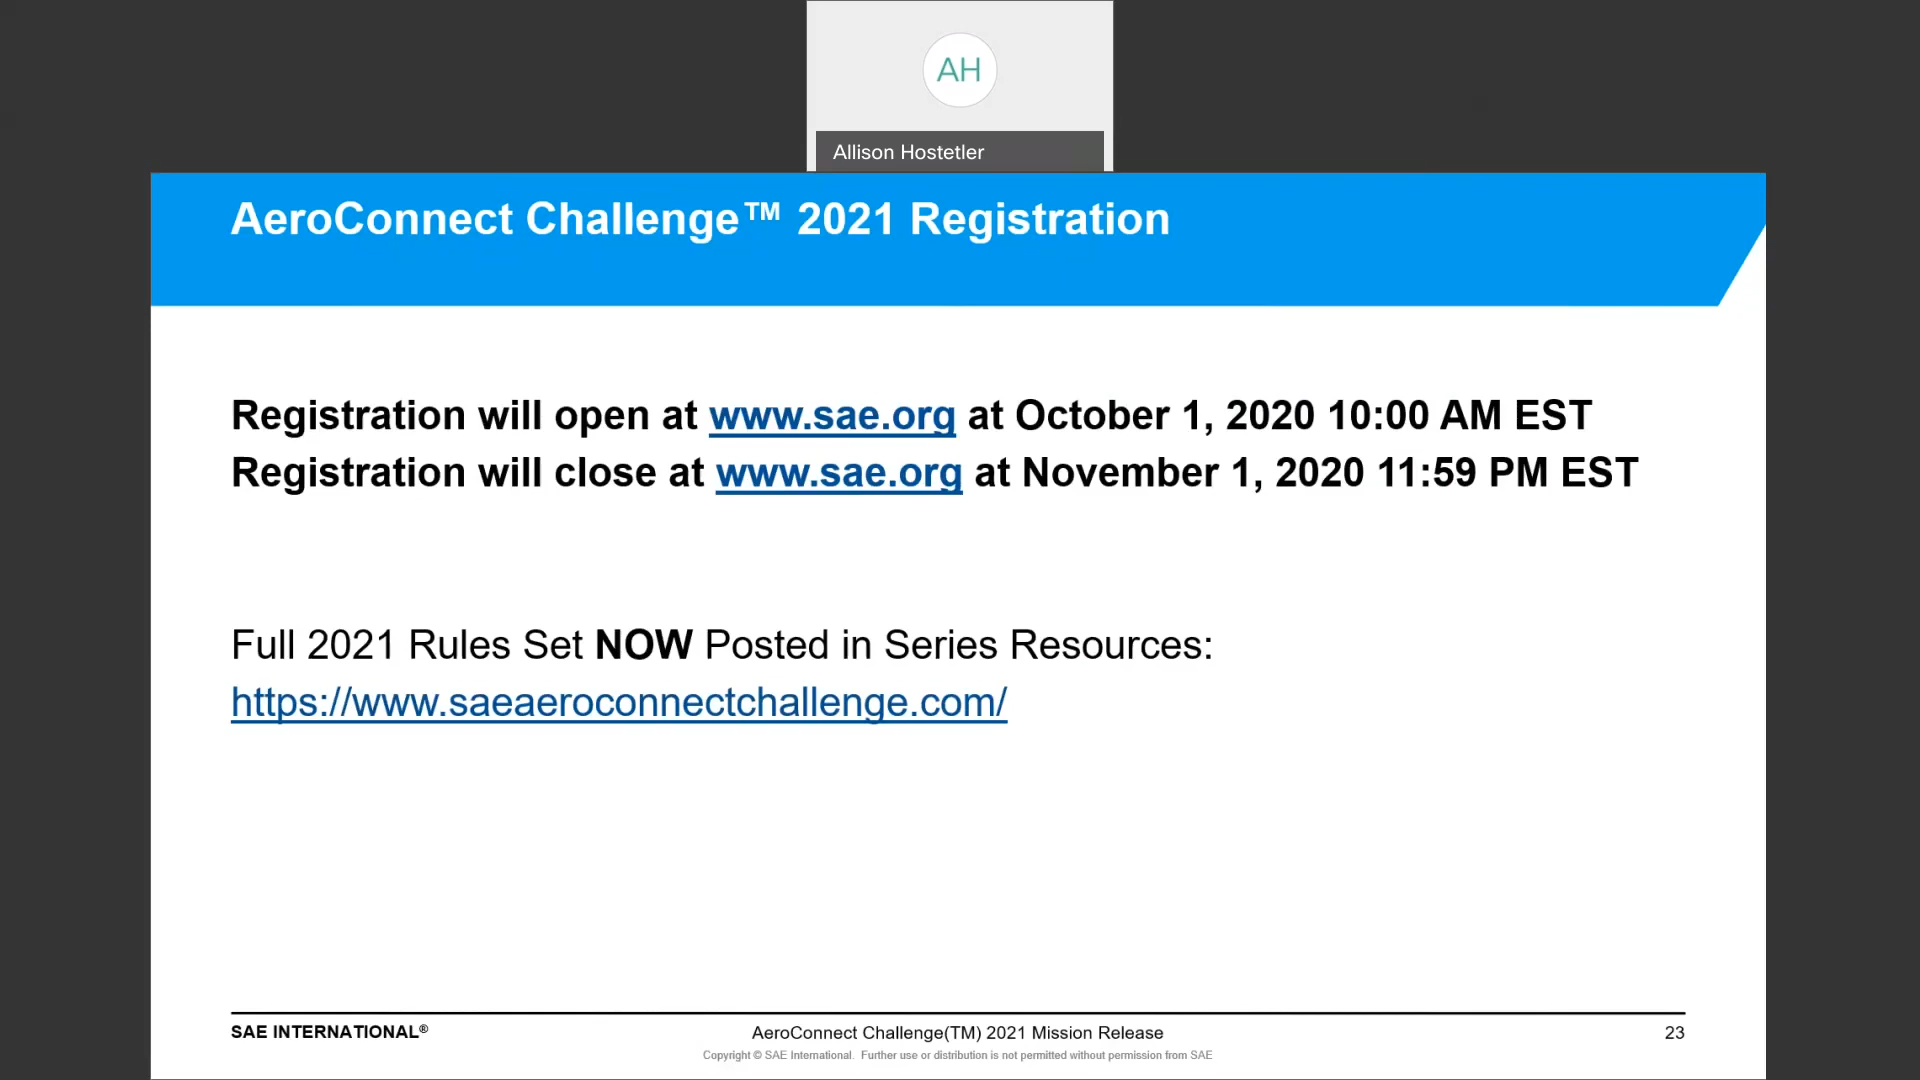 AH
Allison Hostetler
AeroConnect Challenge™ 2021 Registration
Registration will open at www.sae.org at October 1, 2020 10:00 AM EST
Registration will close at www.sae.org at November 1, 2020 11:59 PM EST
Full 2021 Rules Set NOW Posted in Series Resources:
https://www.saeaeroconnectchallenge.com/
SAE INTERNATIONAL®
AeroConnect Challenge(TM) 2021 Mission Release
23
Copyright © SAE International. Further use or distribution is not permitted without permission from SAE